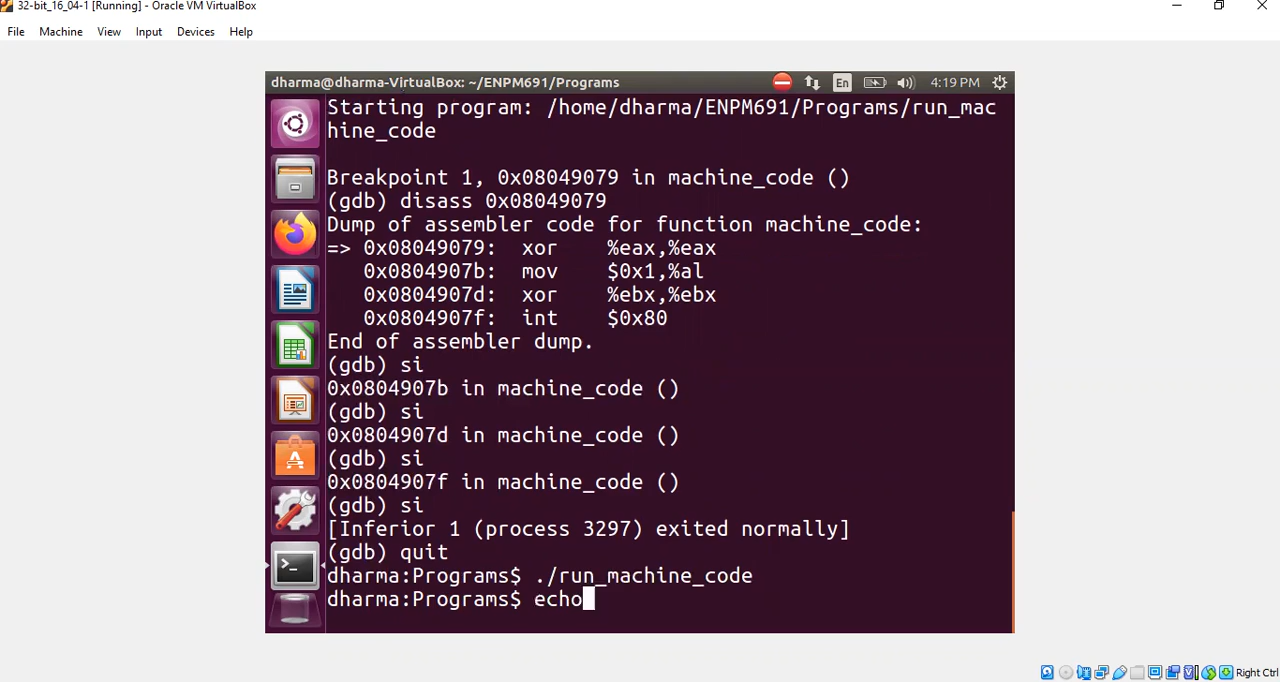 32-bit_16_04-1 [Running] - Oracle VM VirtualBox
File Machine View Input Devices Help
dharma@dharma-VirtualBox: ~/ENPM691/Programs En 4:19 PM
Starting program: /home/dharma/ENPM691/Programs/run_mac
hine_code
Breakpoint 1, 0x08049079 in machine_code ()
(gdb) disass 0x08049079
Dump of assembler code for function machine_code:
=> 0x08049079: xor %eax,%eax
0x0804907b: mov $0x1,%al
0x0804907d: xor %ebx,%ebx
0x0804907f: int $0x80
End of assembler dump.
(gdb) si
0x0804907b in machine_code ()
(gdb) si
0x0804907d in machine_code ()
(gdb) si
0x0804907f in machine_code ()
(gdb) si
[Inferior 1 (process 3297) exited normally]
(gdb) quit
dharma:Programs$ ./run_machine_code
dharma:Programs$ echo
Right Ctrl